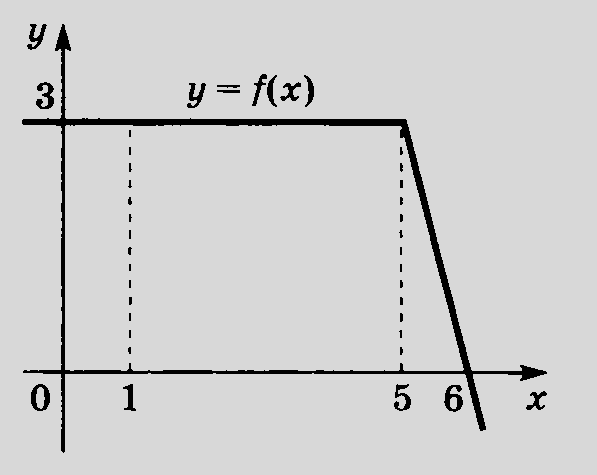 y
3
y = f(x)
0 1 5 6 x